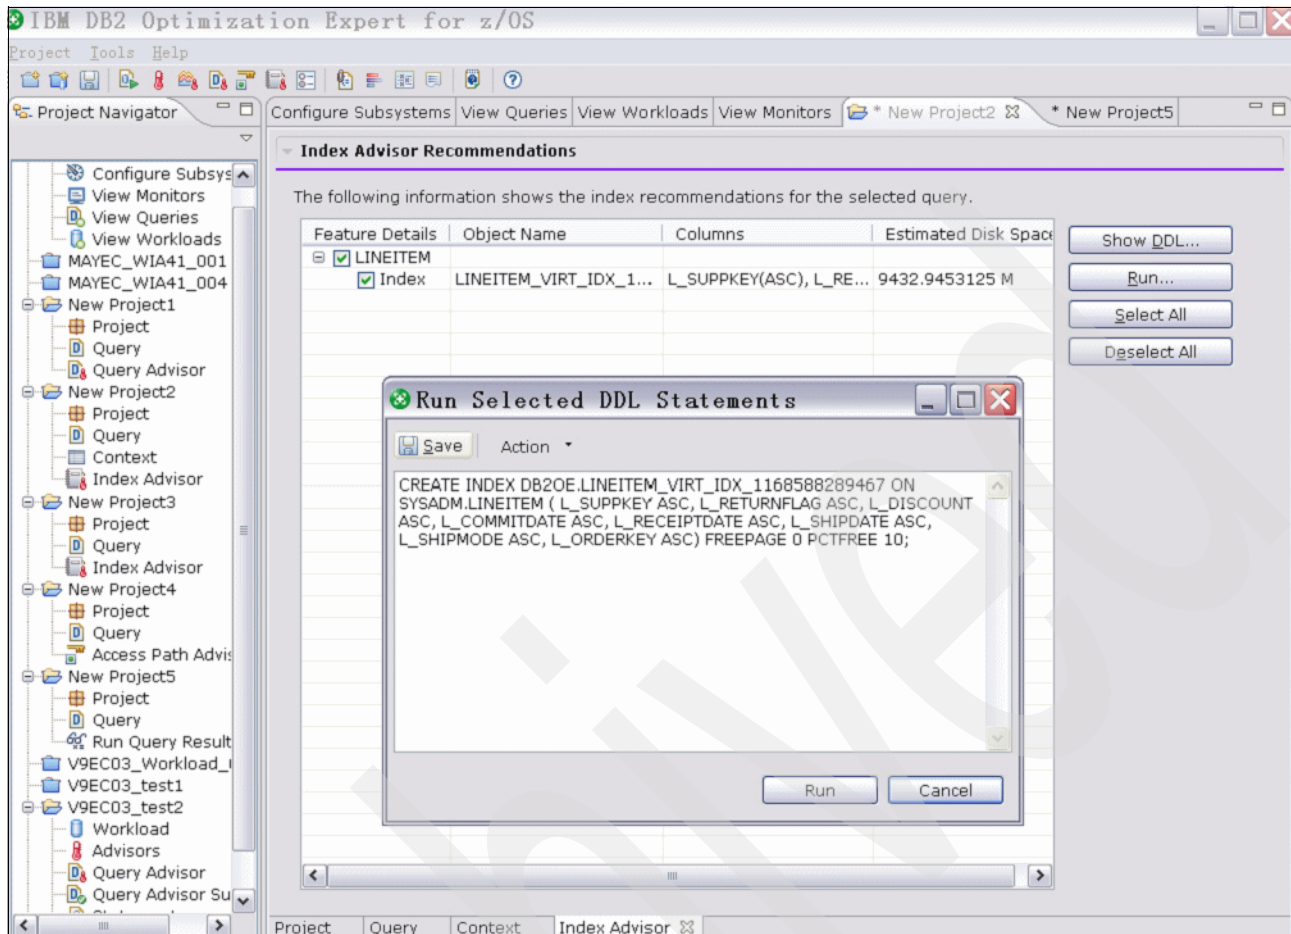 IBM DB2 Optimization Expert for z/OS
Project Tools Help
Project Navigator
Configure Subsystems View Queries View Workloads View Monitors * New Project2 * New Project5
Configure Subsys
View Monitors
View Queries
View Workloads
MAYEC_WIA41_001
MAYEC_WIA41_004
New Project1
Project
Query
Query Advisor
New Project2
Project
Query
Context
Index Advisor
New Project3
Project
Query
Index Advisor
New Project4
Project
Query
Access Path Advis
New Project5
Project
Query
Run Query Result
V9EC03_Workload_
V9EC03_test1
V9EC03_test2
Workload
Advisors
Query Advisor
Query Advisor Su
Index Advisor Recommendations
The following information shows the index recommendations for the selected query.
Feature Details Object Name Columns Estimated Disk Space
LINEITEM
Index LINEITEM_VIRT_IDX_1... L_SUPPKEY(ASC), L_RE... 9432.9453125 M
Show DDL...
Run...
Select All
Deselect All
Run Selected DDL Statements
Save Action
CREATE INDEX DB2OE.LINEITEM_VIRT_IDX_1168588289467 ON
SYSADM.LINEITEM ( L_SUPPKEY ASC, L_RETURNFLAG ASC, L_DISCOUNT
ASC, L_COMMITDATE ASC, L_RECEIPTDATE ASC, L_SHIPDATE ASC,
L_SHIPMODE ASC, L_ORDERKEY ASC) FREEPAGE 0 PCTFREE 10;
Run Cancel
Project Query Context Index Advisor